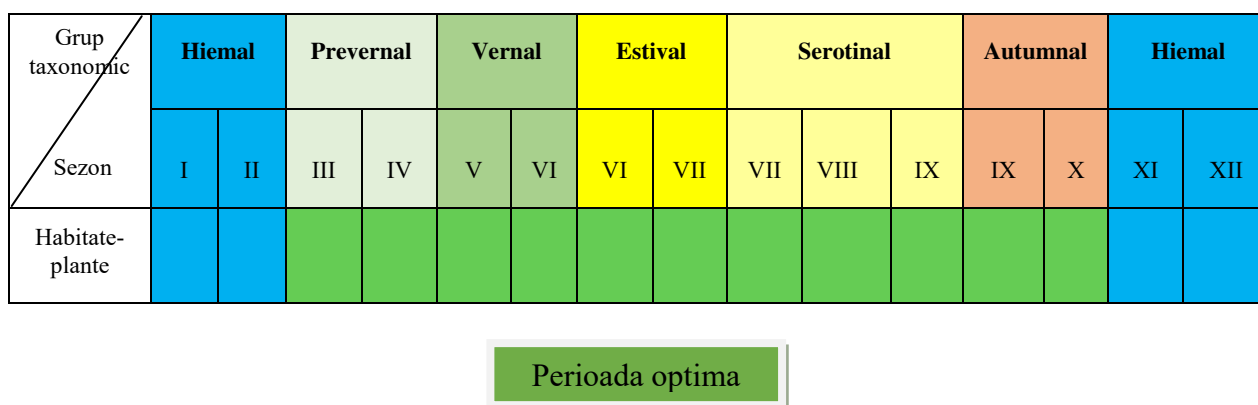 Grup
taxonomic
Hiemal Prevernal Vernal Estival Serotinal Autumnal Hiemal
Sezon
I II III IV V VI VI VII VII VIII IX IX X XI XII
Habitate-
plante
Perioada optima